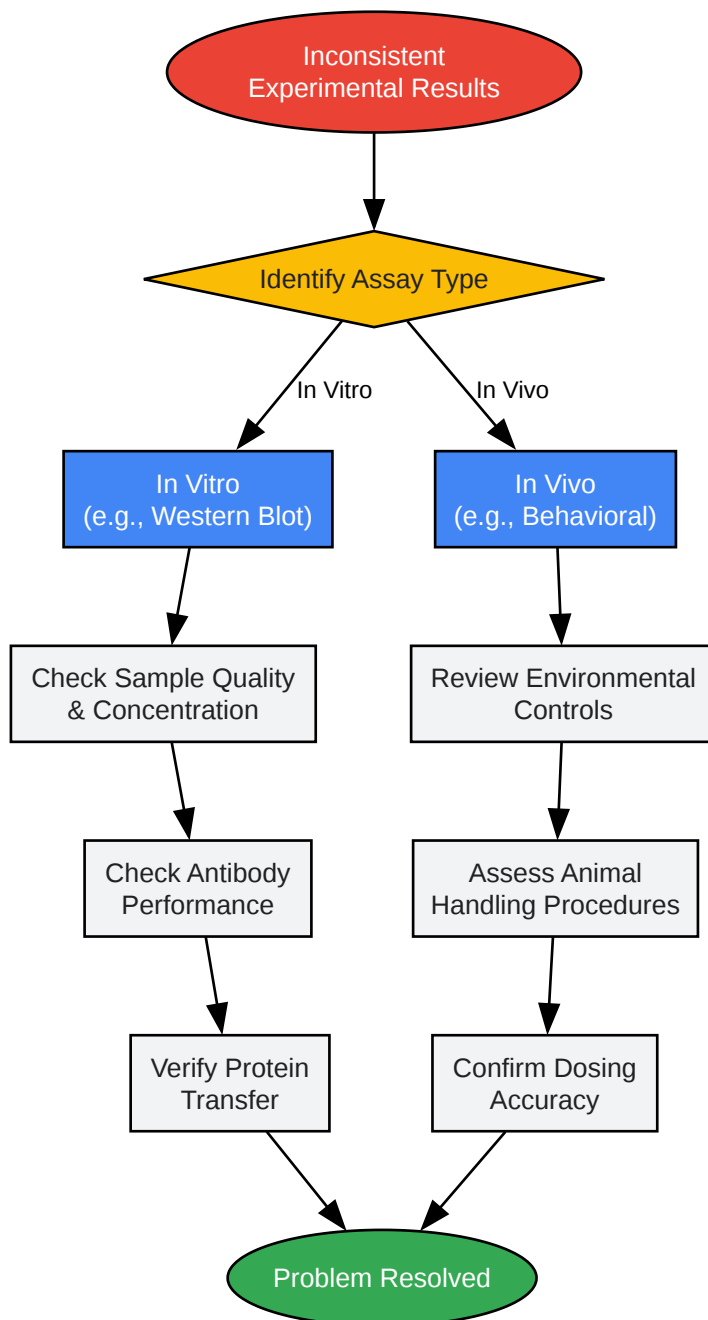 Inconsistent
Experimental Results
Identify Assay Type
In Vitro
In Vivo
In Vitro
(e.g., Western Blot)
In Vivo
(e.g., Behavioral)
Check Sample Quality
& Concentration
Review Environmental
Controls
Check Antibody
Performance
Assess Animal
Handling Procedures
Verify Protein
Transfer
Confirm Dosing
Accuracy
Problem Resolved